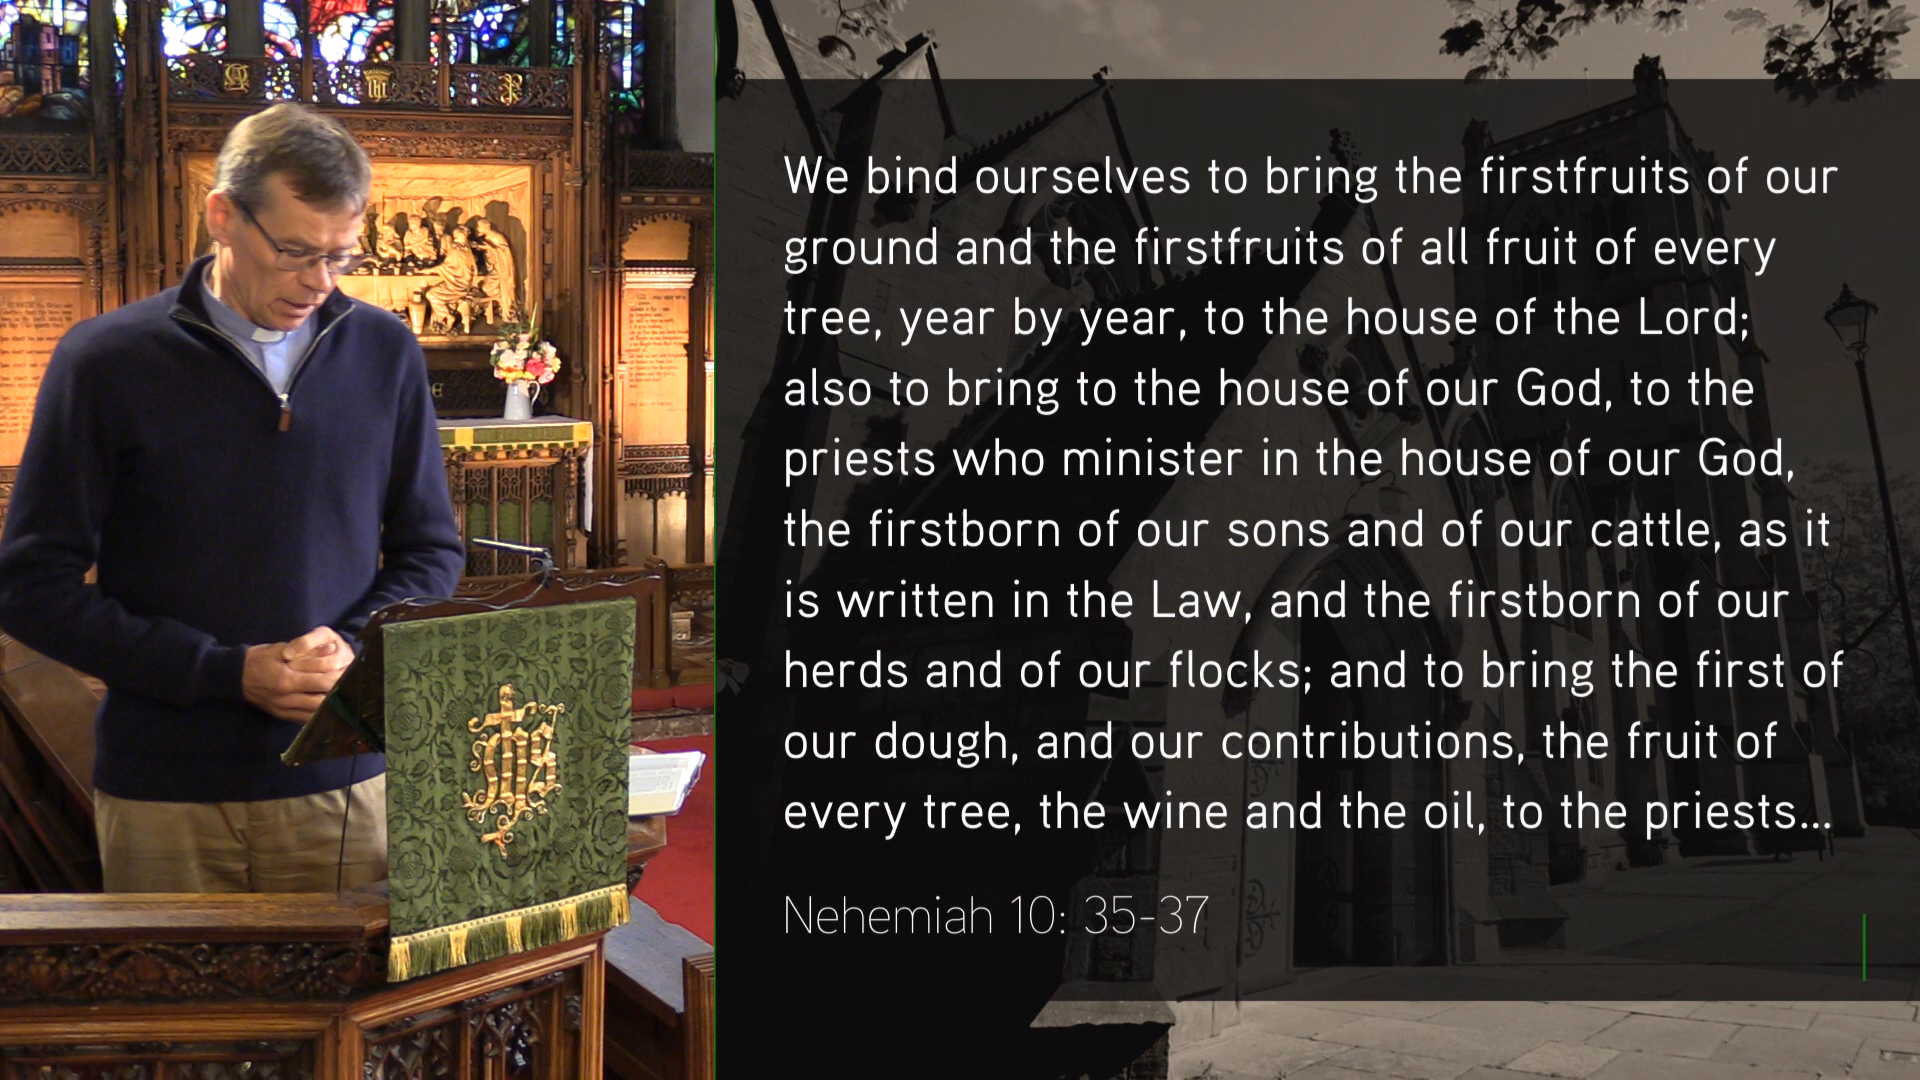 We bind ourselves to bring the firstfruits of our
ground and the firstfruits of all fruit of every
tree, year by year, to the house of the Lord;
also to bring to the house of our God, to the
priests who minister in the house of our God,
the firstborn of our sons and of our cattle, as it
is written in the Law, and the firstborn of our
herds and of our flocks; and to bring the first of
our dough, and our contributions, the fruit of
every tree, the wine and the oil, to the priests...
Nehemiah 10: 35-37